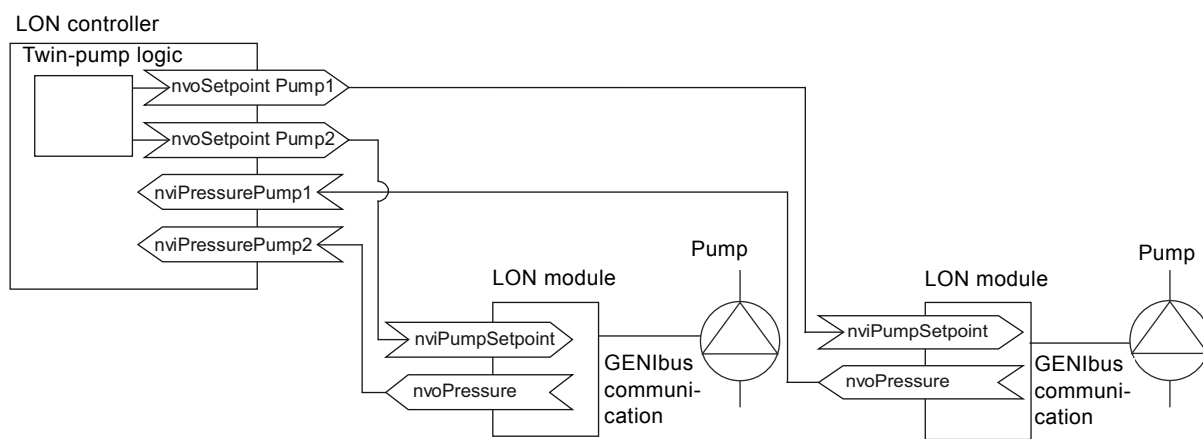 LON controller
Twin-pump logic
nvoSetpoint Pump1
nvoSetpoint Pump2
nviPressurePump1
nviPressurePump2
Pump
LON module
nviPumpSetpoint
nvoPressure
GENIbus
communi-
cation
Pump
LON module
nviPumpSetpoint
nvoPressure
GENIbus
communi-
cation